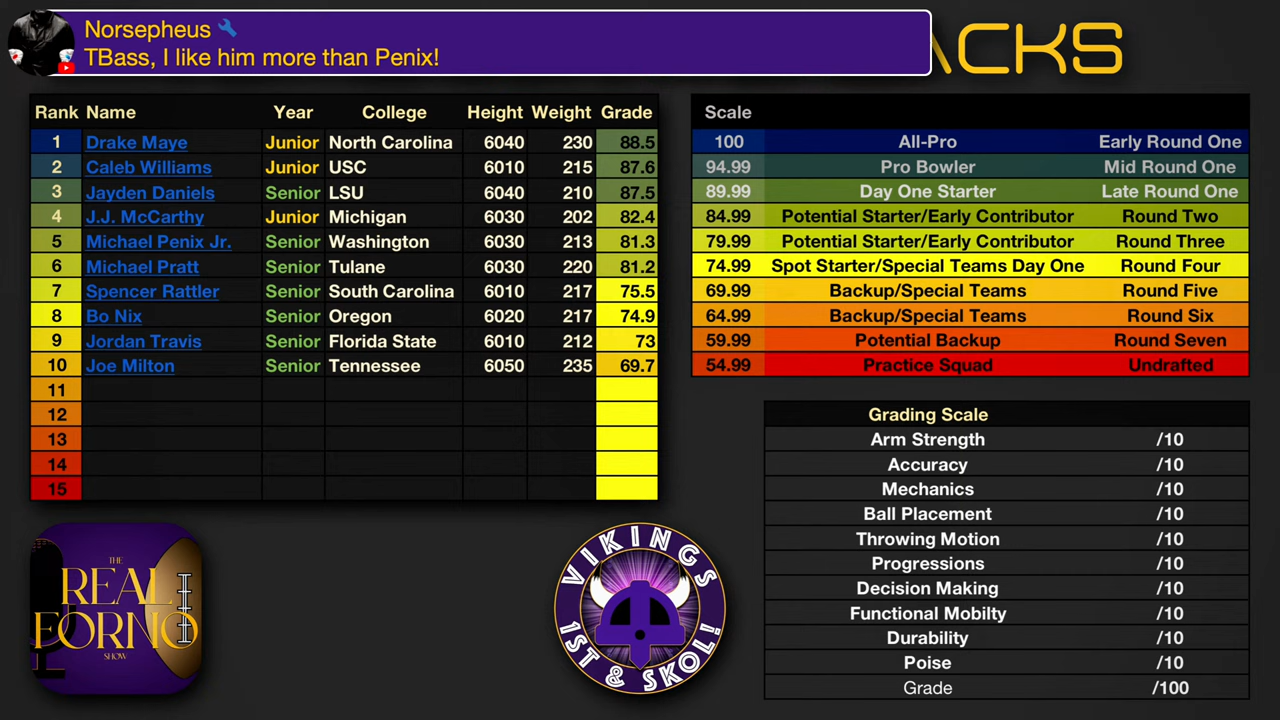 Norsepheus
TBass, I like him more than Penix!
ACKS
Rank Name Year College Height Weight Grade
1 Drake Maye Junior North Carolina 6040 230 88.5
2 Caleb Williams Junior USC 6010 215 87.6
3 Jayden Daniels Senior LSU 6040 210 87.5
4 J.J. McCarthy Junior Michigan 6030 202 82.4
5 Michael Penix Jr. Senior Washington 6030 213 81.3
6 Michael Pratt Senior Tulane 6030 220 81.2
7 Spencer Rattler Senior South Carolina 6010 217 75.5
8 Bo Nix Senior Oregon 6020 217 74.9
9 Jordan Travis Senior Florida State 6010 212 73
10 Joe Milton Senior Tennessee 6050 235 69.7
11
12
13
14
15
Scale
100 All-Pro Early Round One
94.99 Pro Bowler Mid Round One
89.99 Day One Starter Late Round One
84.99 Potential Starter/Early Contributor Round Two
79.99 Potential Starter/Early Contributor Round Three
74.99 Spot Starter/Special Teams Day One Round Four
69.99 Backup/Special Teams Round Five
64.99 Backup/Special Teams Round Six
59.99 Potential Backup Round Seven
54.99 Practice Squad Undrafted
Grading Scale
Arm Strength /10
Accuracy /10
Mechanics /10
Ball Placement /10
Throwing Motion /10
Progressions /10
Decision Making /10
Functional Mobilty /10
Durability /10
Poise /10
Grade /100
THE
REAL
FORNO
SHOW
VIKINGS
1ST & SKOL!